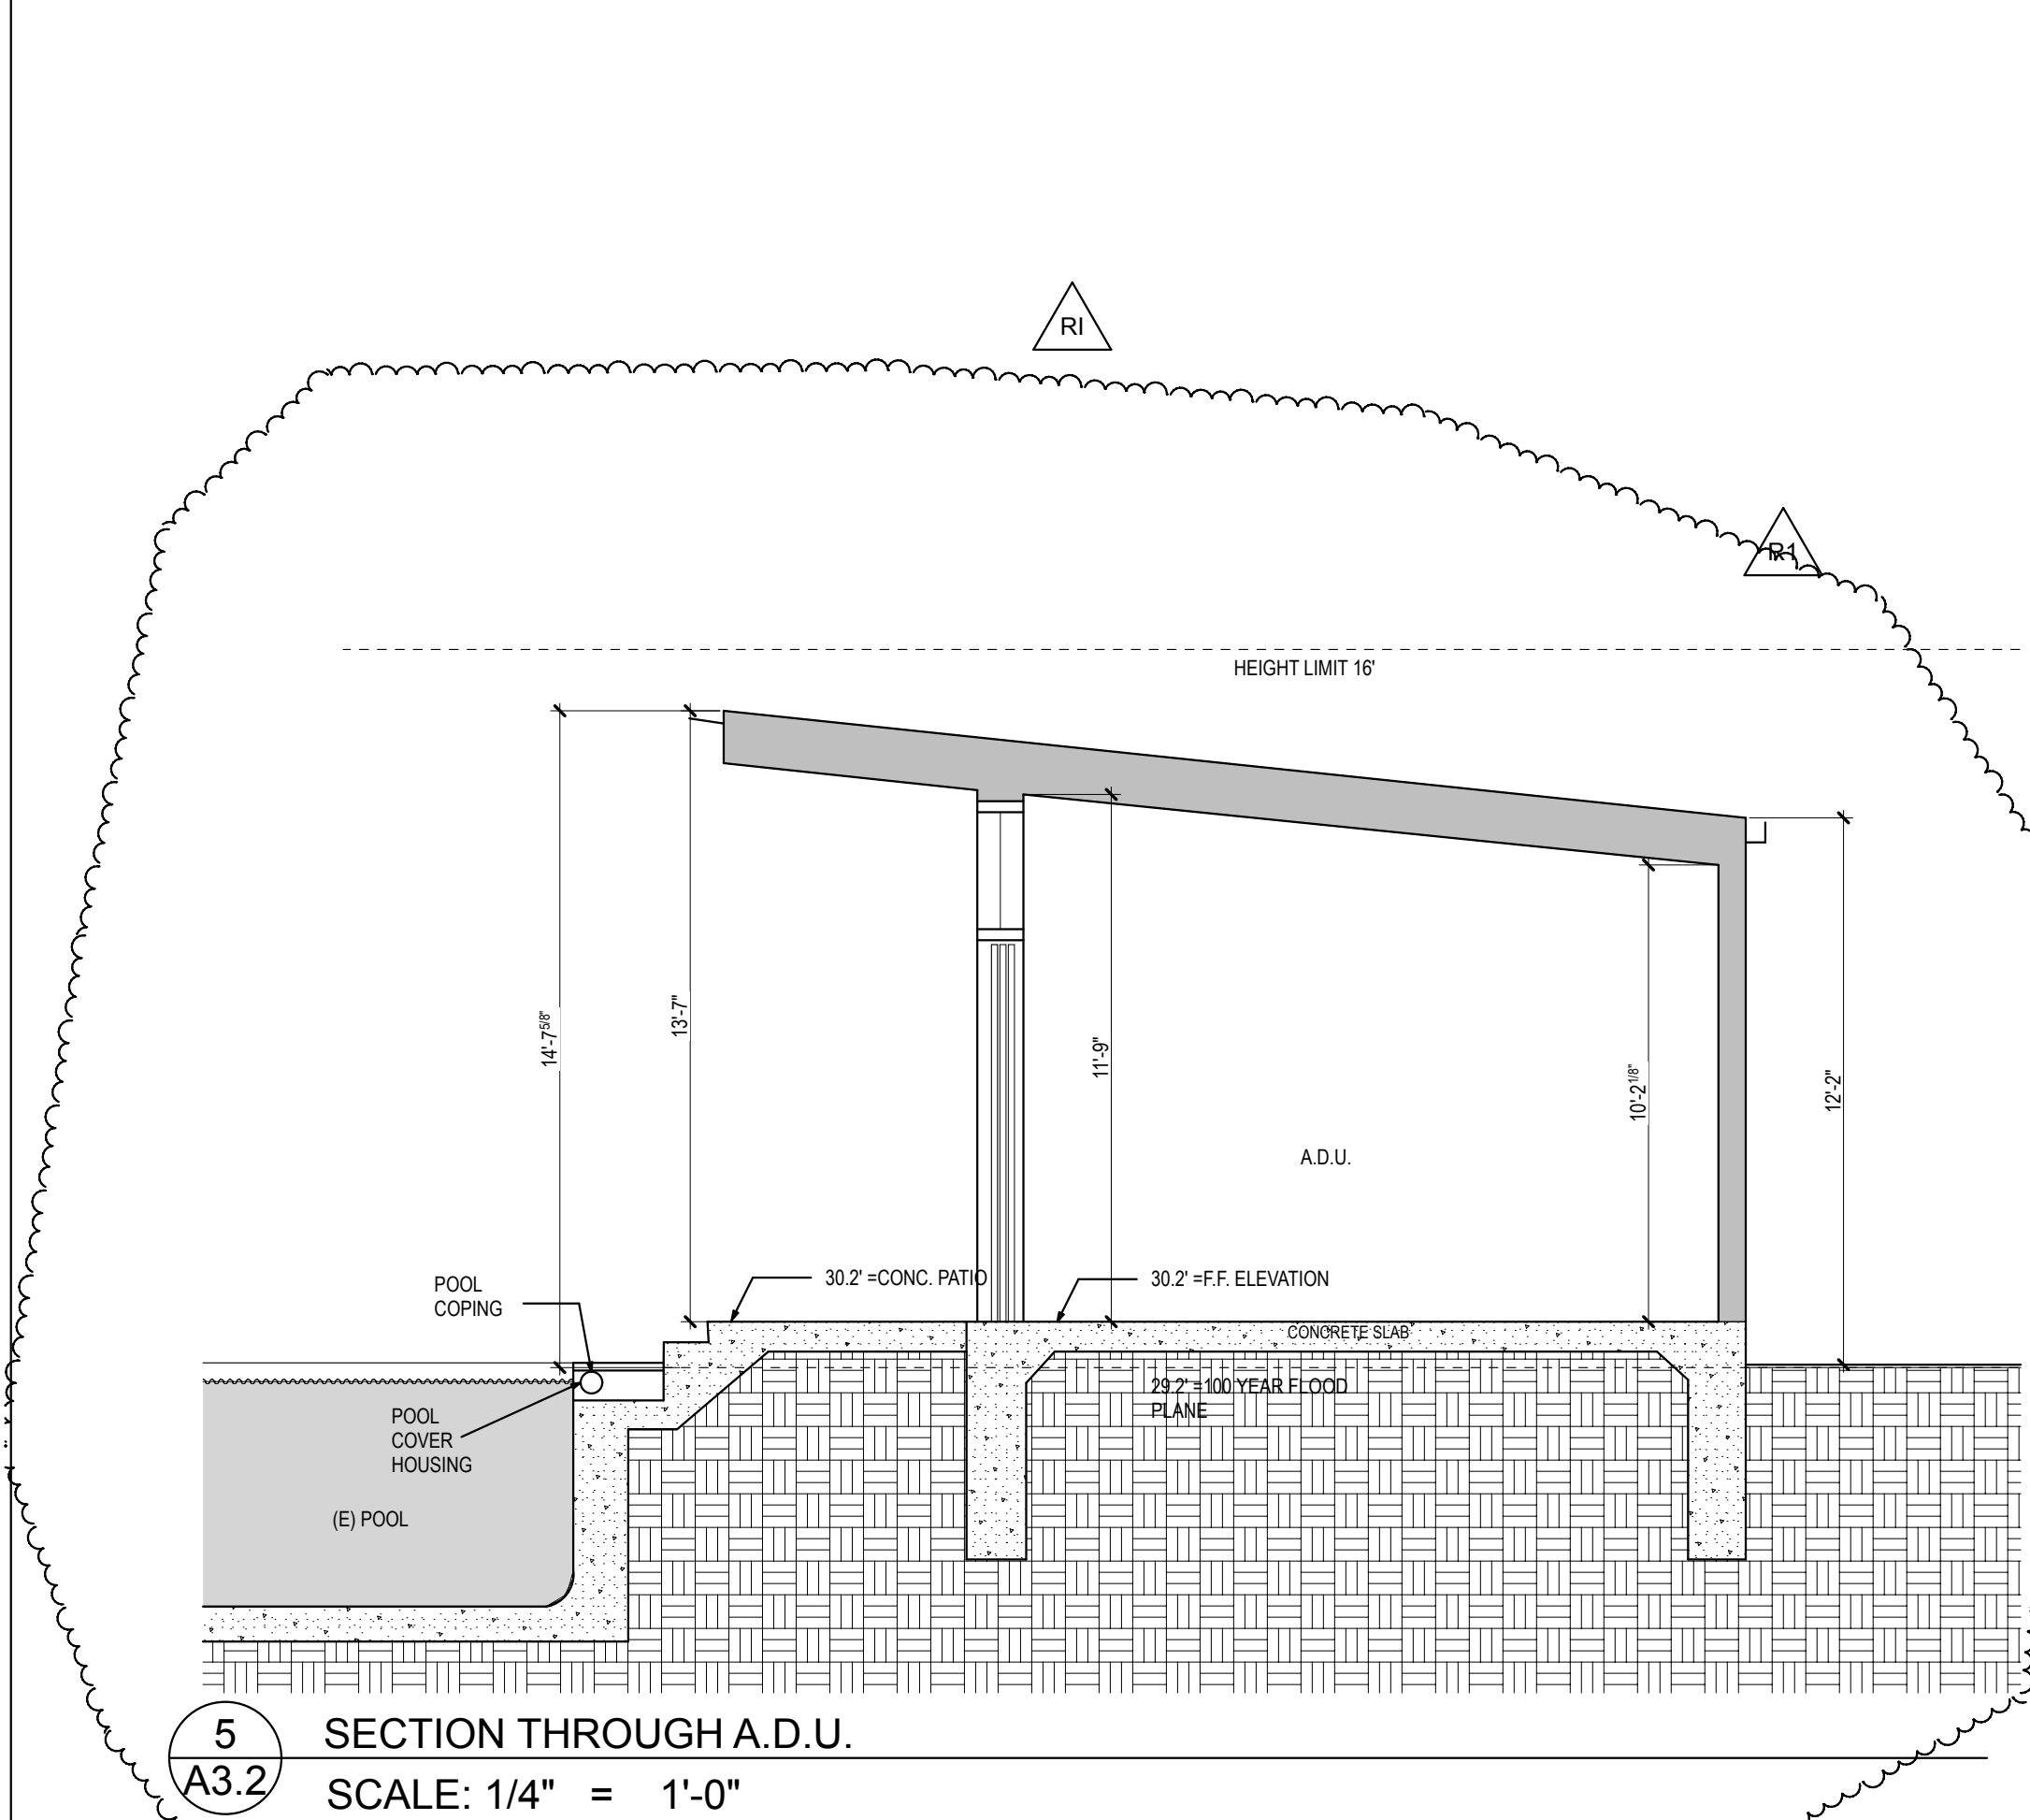 RI
R1
HEIGHT LIMIT 16'
14'-7 5/8"
13'-7"
11'-9"
10'-2 1/8"
12'-2"
A.D.U.
30.2' =CONC. PATIO
30.2' =F.F. ELEVATION
POOL
COPING
CONCRETE SLAB
29.2' =100 YEAR FLOOD
PLANE
POOL
COVER
HOUSING
(E) POOL
5
A3.2
SECTION THROUGH A.D.U.
SCALE: 1/4" = 1'-0"